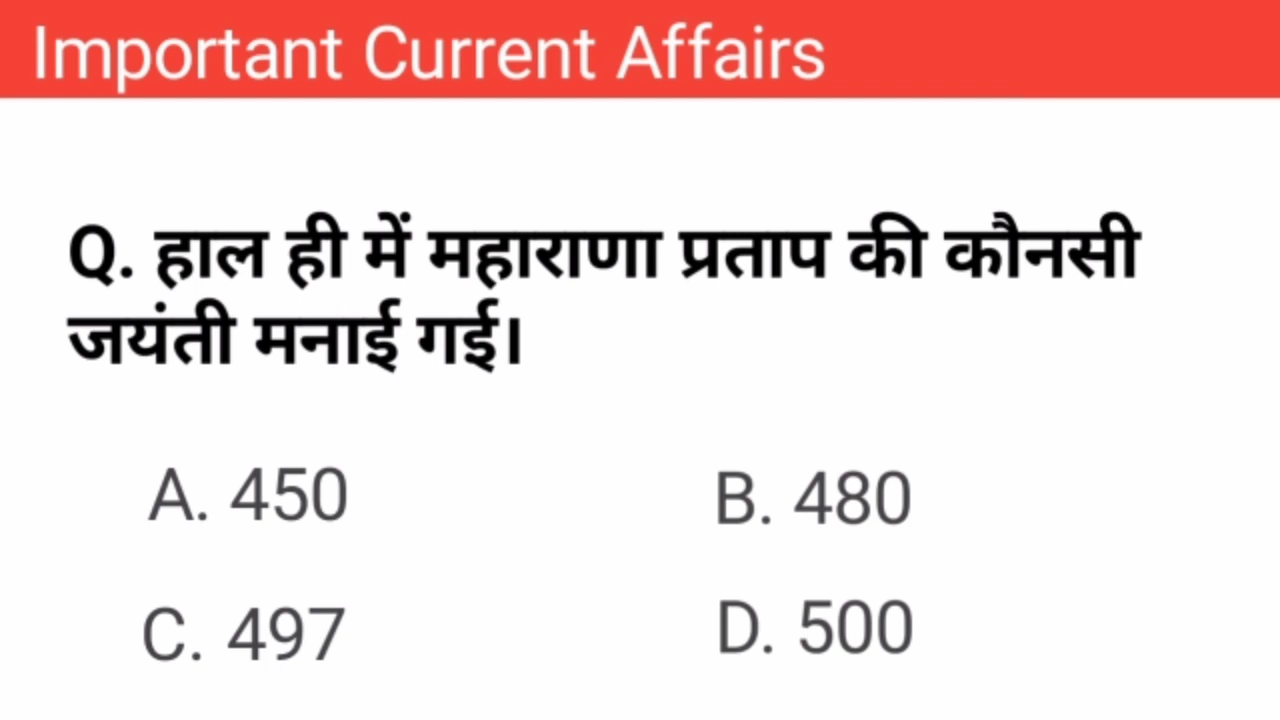 Important Current Affairs
Q. हाल ही में महाराणा प्रताप की कौनसी
जयंती मनाई गई।
A. 450
B. 480
C. 497
D. 500